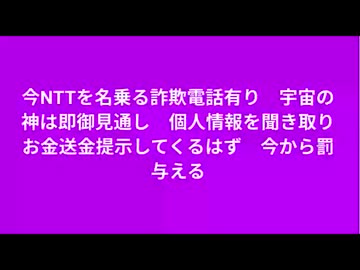 今NTTを名乗る詐欺電話有り　宇宙の
神は即御見通し　個人情報を聞き取り
お金送金提示してくるはず　今から罰
与える